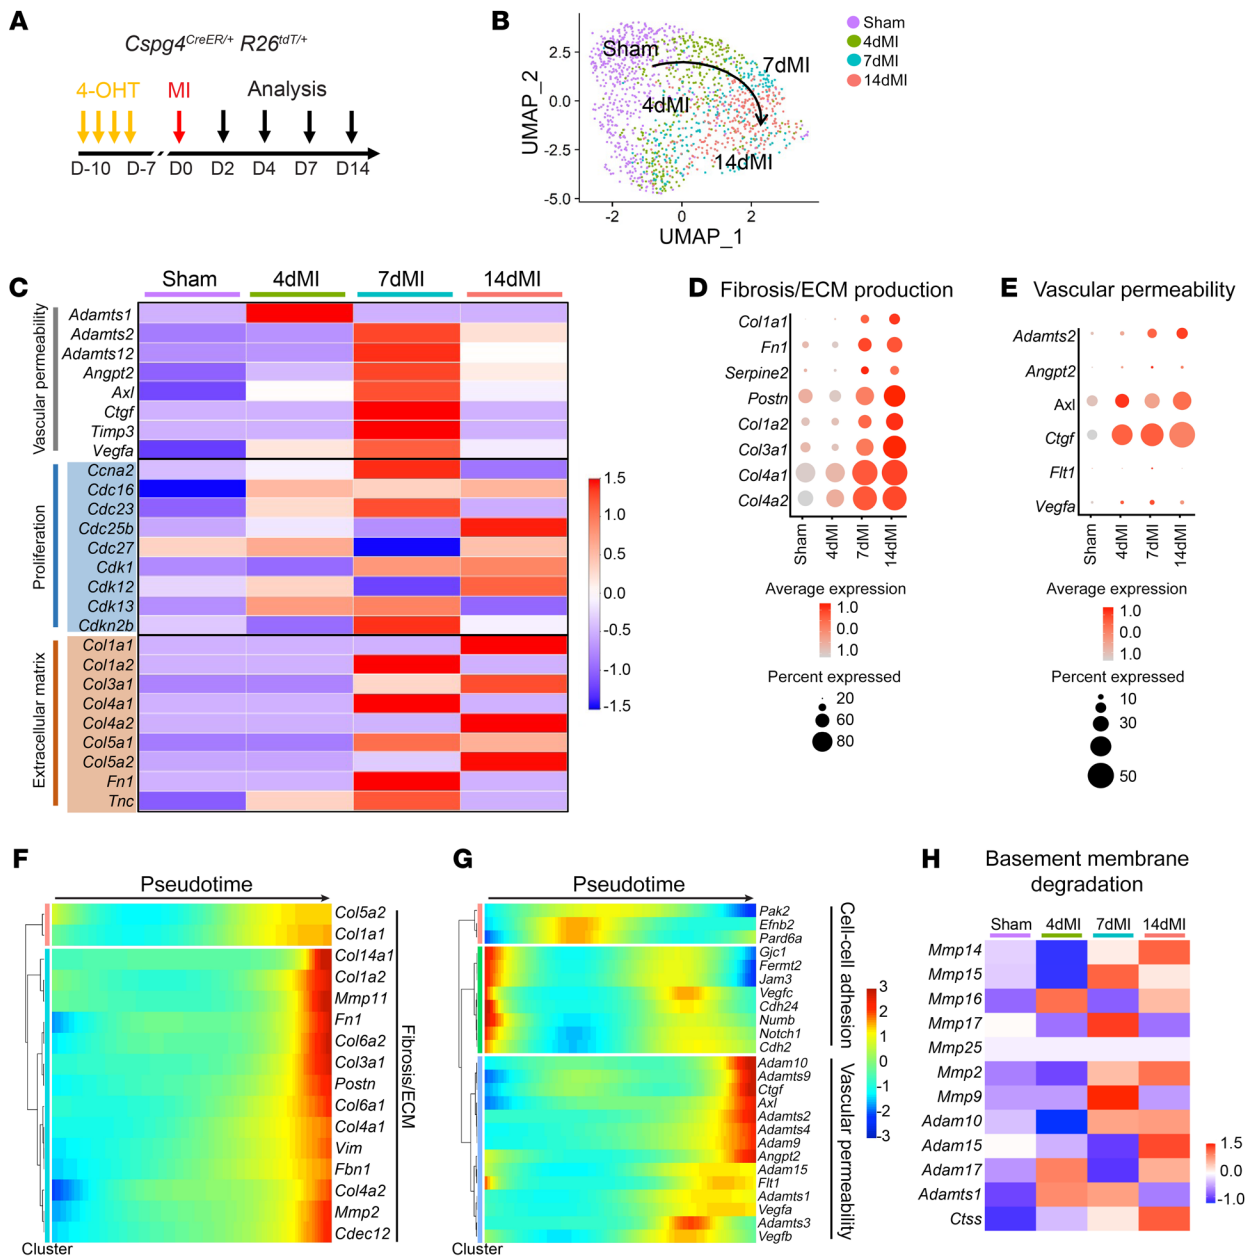 A
Cspg4CreER/+ R26tdT/+
4-OHT
MI
Analysis
D-10 D-7 D0 D2 D4 D7 D14
B
UMAP_2
2.5
0.0
-2.5
-5.0
-2 0 2
UMAP_1
Sham
4dMI
7dMI
14dMI
Sham
4dMI
7dMI
14dMI
C
Sham 4dMI 7dMI 14dMI
Vascular permeability
Adamts1
Adamts2
Adamts12
Angpt2
Axl
Ctgf
Timp3
Vegfa
Proliferation
Ccna2
Cdc16
Cdc23
Cdc25b
Cdc27
Cdk1
Cdk12
Cdk13
Cdkn2b
Extracellular matrix
Col1a1
Col1a2
Col3a1
Col4a1
Col4a2
Col5a1
Col5a2
Fn1
Tnc
1.5
1.0
0.5
0.0
-0.5
-1.0
-1.5
D Fibrosis/ECM production
Col1a1
Fn1
Serpine2
Postn
Col1a2
Col3a1
Col4a1
Col4a2
Sham 4dMI 7dMI 14dMI
Average expression
1.0
0.0
1.0
Percent expressed
20
60
80
E Vascular permeability
Adamts2
Angpt2
Axl
Ctgf
Flt1
Vegfa
Sham 4dMI 7dMI 14dMI
Average expression
1.0
0.0
1.0
Percent expressed
10
30
50
F
Pseudotime
Col5a2
Col1a1
Col14a1
Col1a2
Mmp11
Fn1
Col6a2
Col3a1
Postn
Col6a1
Col4a1
Vim
Fbn1
Col4a2
Mmp2
Cdec12
Fibrosis/ECM
Cluster
G
Pseudotime
Pak2
Efnb2
Pard6a
Gjc1
Fermt2
Jam3
Vegfc
Cdh24
Numb
Notch1
Cdh2
Adam10
Adamts9
Ctgf
Axl
Adamts2
Adamts4
Adam9
Angpt2
Adam15
Flt1
Adamts1
Vegfa
Adamts3
Vegfb
Cell-cell adhesion
Vascular permeability
Cluster
3
2
1
0
-1
-2
-3
H
Basement membrane
degradation
Sham 4dMI 7dMI 14dMI
Mmp14
Mmp15
Mmp16
Mmp17
Mmp25
Mmp2
Mmp9
Adam10
Adam15
Adam17
Adamts1
Ctss
1.5
0.0
-1.0